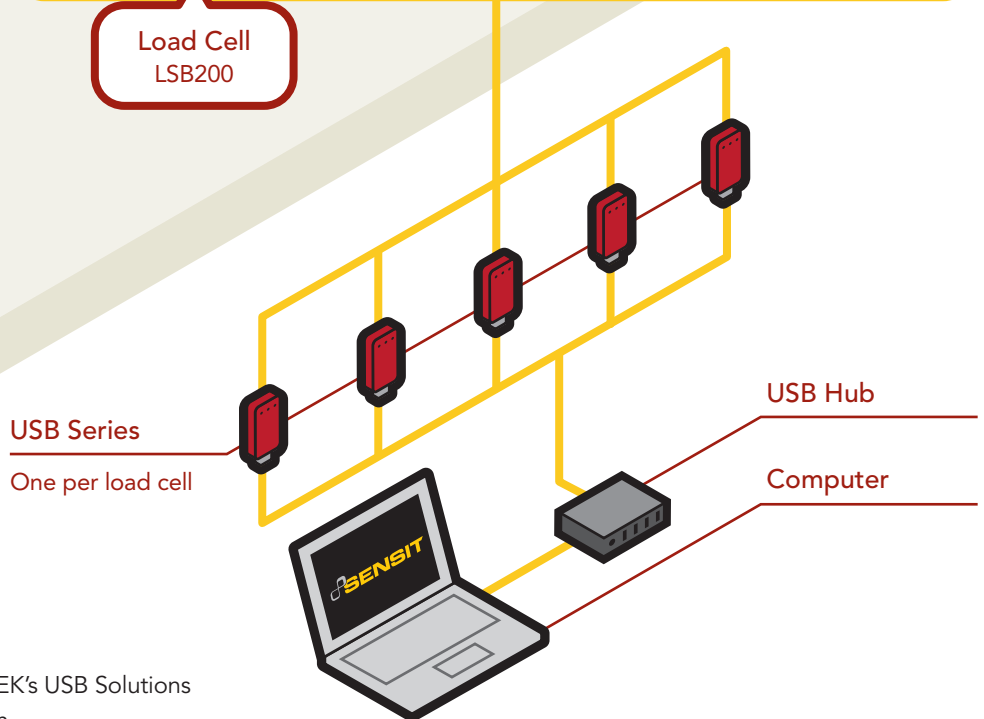 Load Cell
LSB200
USB Hub
USB Series
Computer
One per load cell
SENSIT
EK's USB Solutions